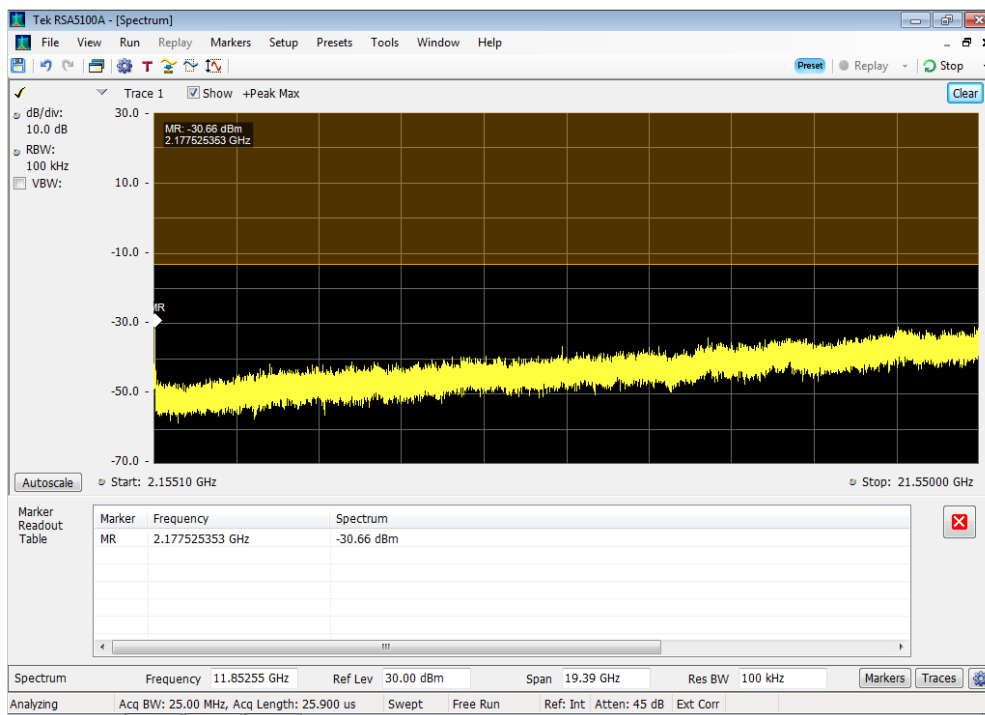 Tek RSA5100A - [Spectrum]
File View Run Replay Markers Setup Presets Tools Window Help
T Preset Replay Stop
Trace 1 Show +Peak Max Clear
dB/div:
10.0 dB
RBW:
100 kHz
VBW:
30.0 -
10.0 -
-10.0 -
-30.0 -
-50.0 -
-70.0 -
MR: -30.66 dBm
2.177525353 GHz
MR
Autoscale Start: 2.15510 GHz Stop: 21.55000 GHz
Marker
Readout
Table
Marker Frequency Spectrum
MR 2.177525353 GHz -30.66 dBm
Spectrum Frequency 11.85255 GHz Ref Lev 30.00 dBm Span 19.39 GHz Res BW 100 kHz Markers Traces
Analyzing Acq BW: 25.00 MHz, Acq Length: 25.900 us Swept Free Run Ref: Int Atten: 45 dB Ext Corr